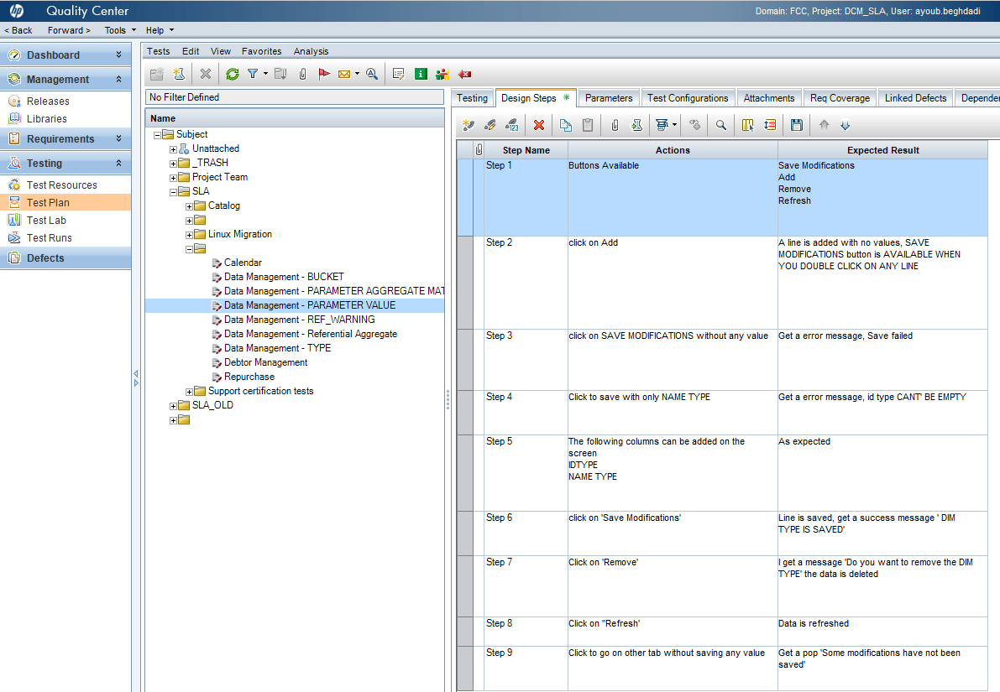 hp Quality Center
Domain: FCC, Project: DCM_SLA, User: ayoub.beghdadi
< Back Forward > Tools Help
Dashboard
Management
Releases
Libraries
Requirements
Testing
Test Resources
Test Plan
Test Lab
Test Runs
Defects
Tests Edit View Favorites Analysis
No Filter Defined
Name
Subject
Unattached
_TRASH
Project Team
SLA
Catalog
Linux Migration
Calendar
Data Management - BUCKET
Data Management - PARAMETER AGGREGATE MAT
Data Management - PARAMETER VALUE
Data Management - REF_WARNING
Data Management - Referential Aggregate
Data Management - TYPE
Debtor Management
Repurchase
Support certification tests
SLA_OLD
Testing Design Steps * Parameters Test Configurations Attachments Req Coverage Linked Defects Depender
Step Name Actions Expected Result
Step 1 Buttons Available Save Modifications
Add
Remove
Refresh
Step 2 click on Add A line is added with no values, SAVE
MODIFICATIONS button is AVAILABLE WHEN
YOU DOUBLE CLICK ON ANY LINE
Step 3 click on SAVE MODIFICATIONS without any value Get a error message, Save failed
Step 4 Click to save with only NAME TYPE Get a error message, id type CANT' BE EMPTY
Step 5 The following columns can be added on the As expected
screen
IDTYPE
NAME TYPE
Step 6 click on 'Save Modifications' Line is saved, get a success message ' DIM
TYPE IS SAVED'
Step 7 Click on 'Remove' I get a message 'Do you want to remove the DIM
TYPE' the data is deleted
Step 8 Click on "Refresh' Data is refreshed
Step 9 Click to go on other tab without saving any value Get a pop 'Some modifications have not been
saved'